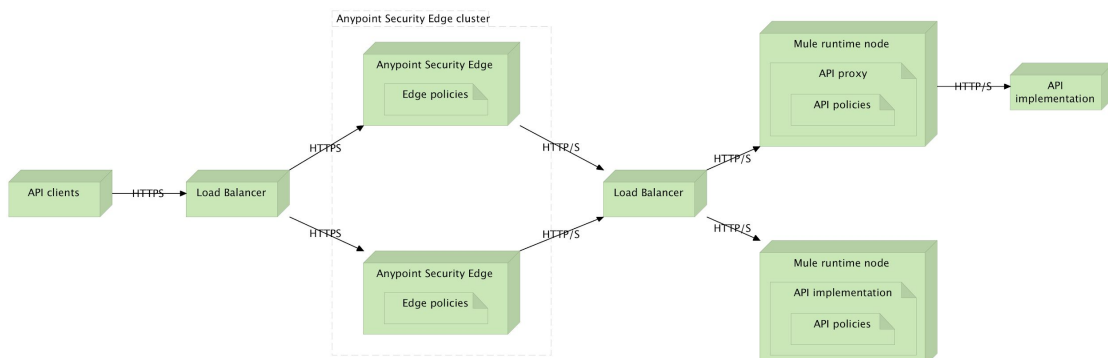 Anypoint Security Edge cluster
API clients
HTTPS
Load Balancer
HTTPS
HTTPS
Anypoint Security Edge
Edge policies
Anypoint Security Edge
Edge policies
HTTP/S
HTTP/S
Load Balancer
HTTP/S
HTTP/S
Mule runtime node
API proxy
API policies
HTTP/S
API
implementation
Mule runtime node
API implementation
API policies